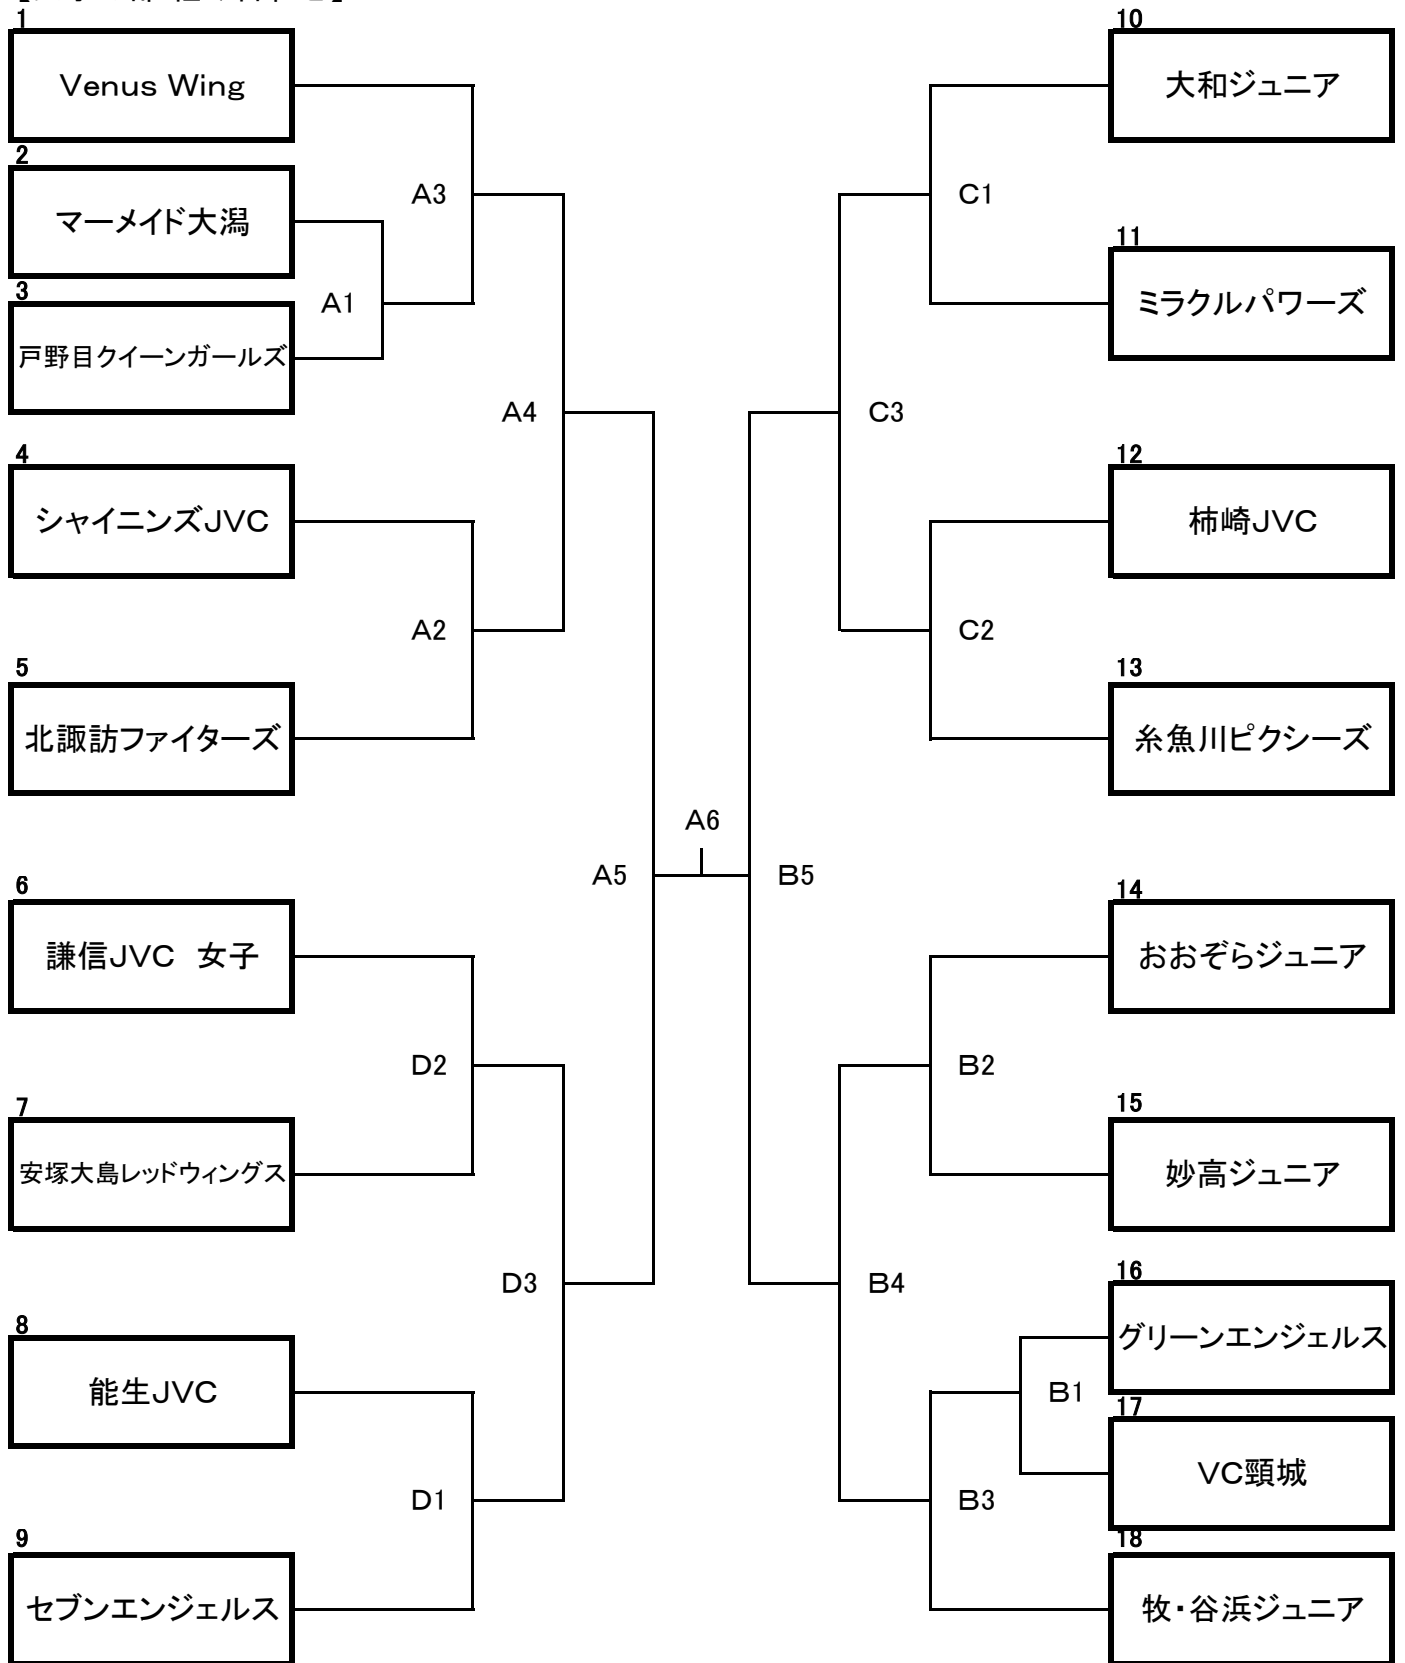 1
Venus Wing
2
マーメイド大潟
3
戸野目クイーンガールズ
4
シャイニンズJVC
5
北諏訪ファイターズ
6
謙信JVC　女子
7
安塚大島レッドウィングス
8
能生JVC
9
セブンエンジェルス
A3
A1
A4
A2
A5
D2
D3
D1
A6
B5
C1
C3
C2
B2
B4
B1
B3
10
大和ジュニア
11
ミラクルパワーズ
12
柿崎JVC
13
糸魚川ピクシーズ
14
おおぞらジュニア
15
妙高ジュニア
16
グリーンエンジェルス
17
VC頸城
18
牧・谷浜ジュニア